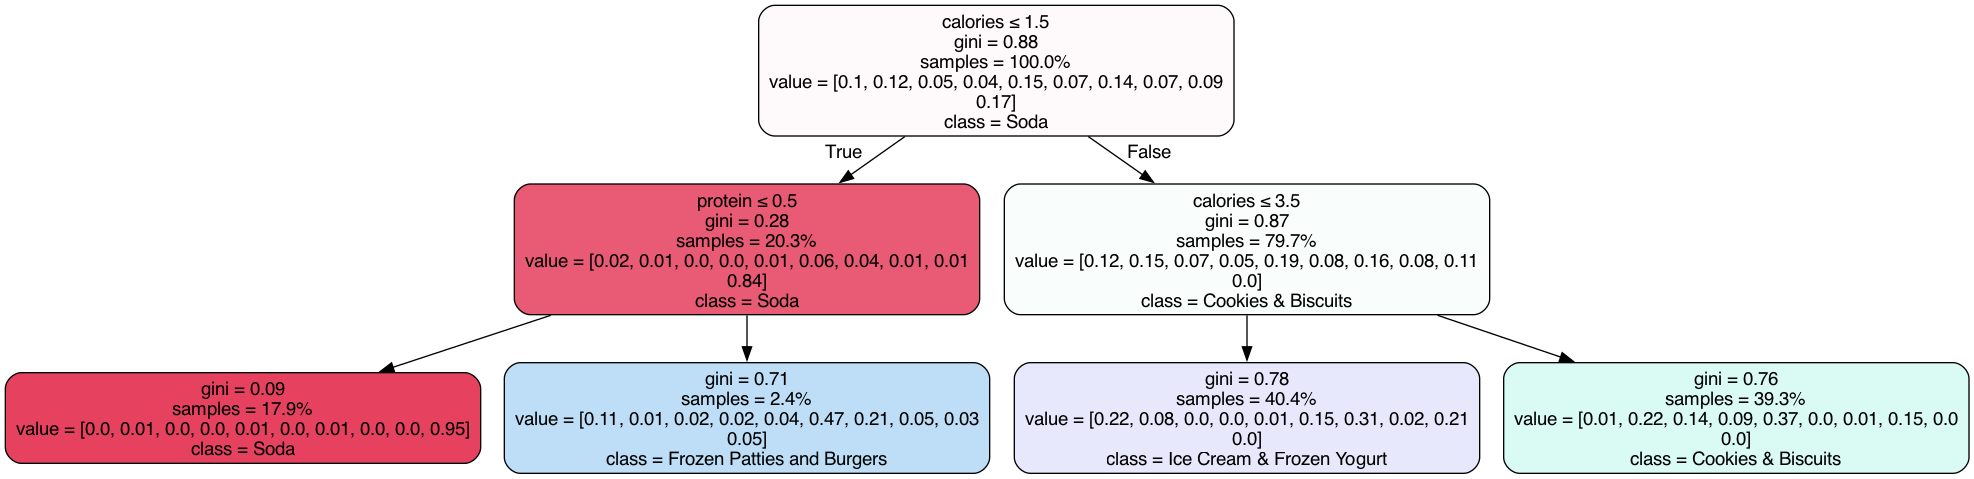 calories ≤ 1.5
gini = 0.88
samples = 100.0%
value = [0.1, 0.12, 0.05, 0.04, 0.15, 0.07, 0.14, 0.07, 0.09
0.17]
class = Soda
True
False
protein ≤ 0.5
gini = 0.28
samples = 20.3%
value = [0.02, 0.01, 0.0, 0.0, 0.01, 0.06, 0.04, 0.01, 0.01
0.84]
class = Soda
calories ≤ 3.5
gini = 0.87
samples = 79.7%
value = [0.12, 0.15, 0.07, 0.05, 0.19, 0.08, 0.16, 0.08, 0.11
0.0]
class = Cookies & Biscuits
gini = 0.09
samples = 17.9%
value = [0.0, 0.01, 0.0, 0.0, 0.01, 0.0, 0.01, 0.0, 0.0, 0.95]
class = Soda
gini = 0.71
samples = 2.4%
value = [0.11, 0.01, 0.02, 0.02, 0.04, 0.47, 0.21, 0.05, 0.03
0.05]
class = Frozen Patties and Burgers
gini = 0.78
samples = 40.4%
value = [0.22, 0.08, 0.0, 0.0, 0.01, 0.15, 0.31, 0.02, 0.21
0.0]
class = Ice Cream & Frozen Yogurt
gini = 0.76
samples = 39.3%
value = [0.01, 0.22, 0.14, 0.09, 0.37, 0.0, 0.01, 0.15, 0.0
0.0]
class = Cookies & Biscuits